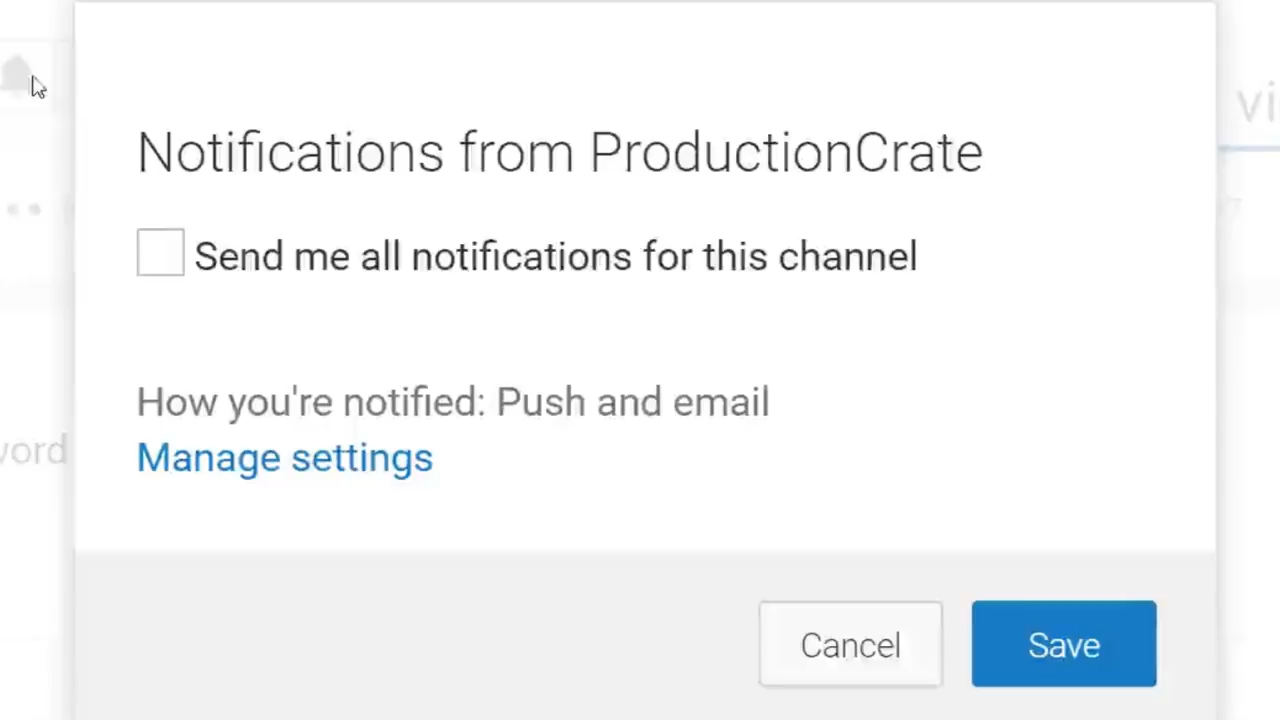 Notifications from ProductionCrate
Send me all notifications for this channel
How you're notified: Push and email
Manage settings
Cancel
Save